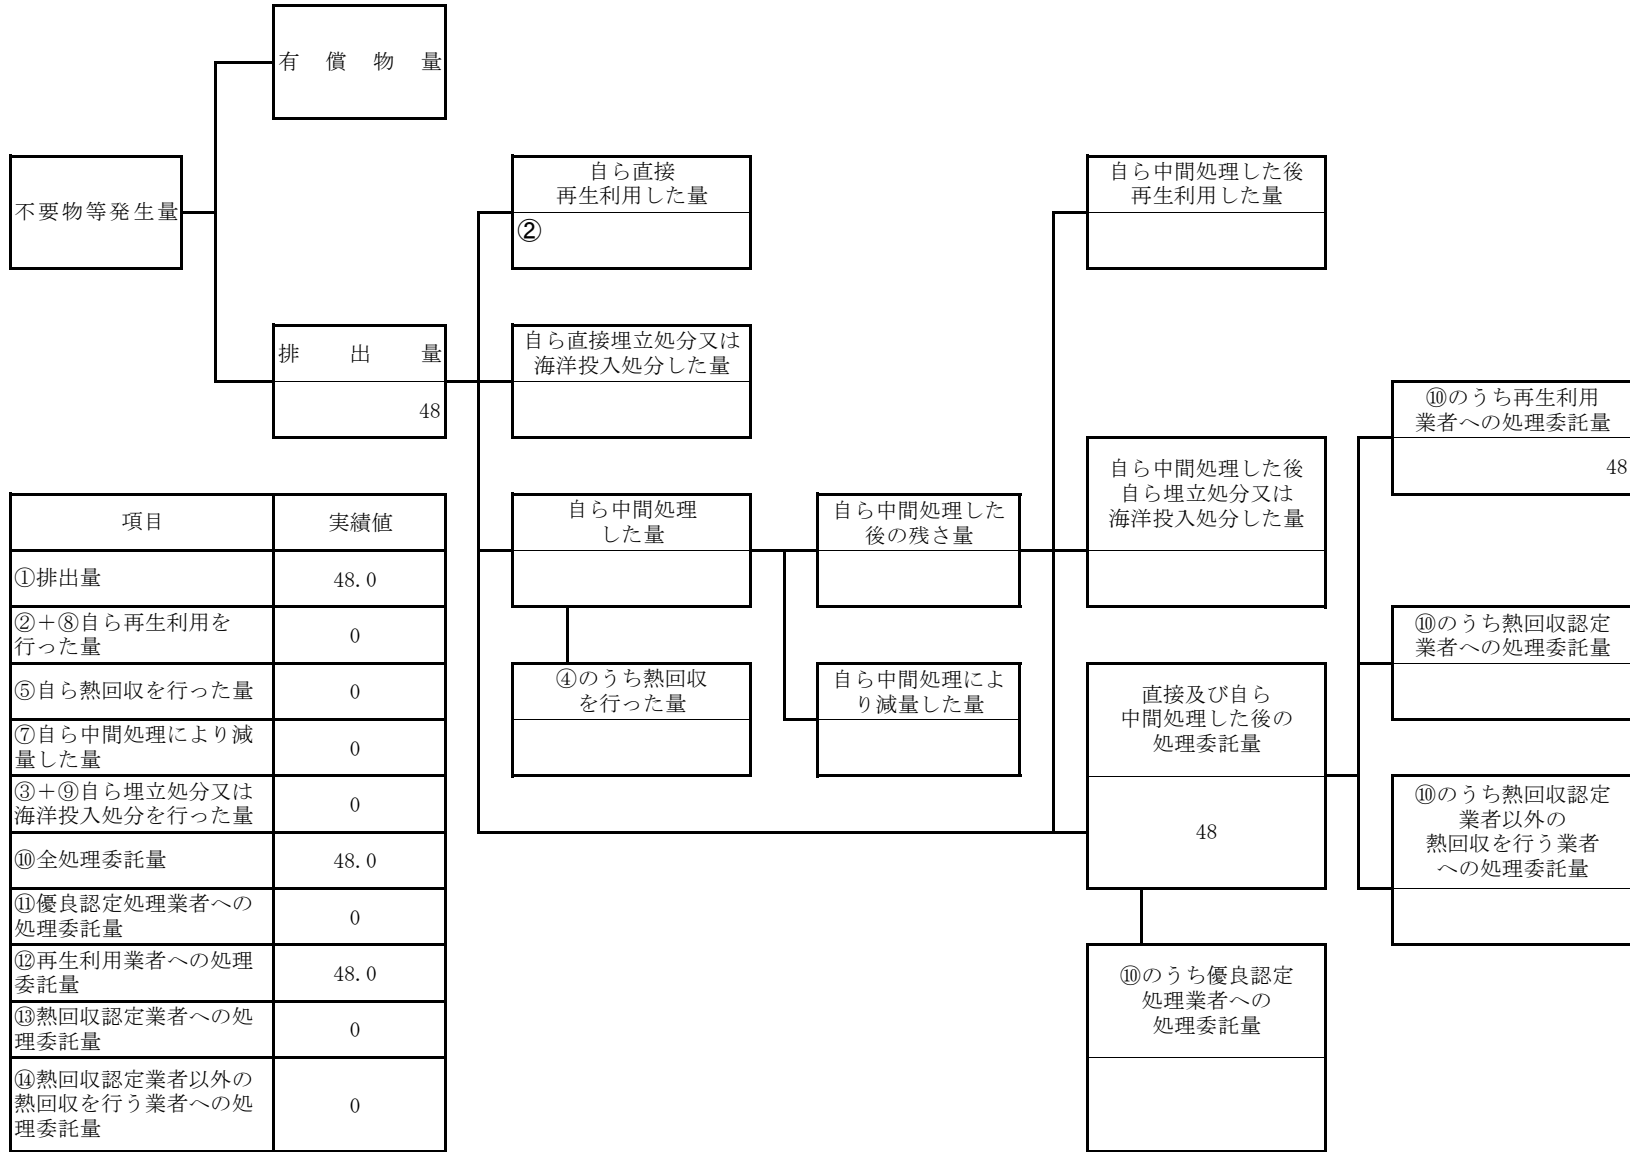 有償物量
不要物等発生量
自ら直接
再生利用した量
②
自ら中間処理した後
再生利用した量
排出量
48
自ら直接埋立処分又は
海洋投入処分した量
⑩のうち再生利用
業者への処理委託量
48
自ら中間処理した後
自ら埋立処分又は
海洋投入処分した量
自ら中間処理
した量
自ら中間処理した
後の残さ量
④のうち熱回収
を行った量
自ら中間処理によ
り減量した量
直接及び自ら
中間処理した後の
処理委託量
48
⑩のうち熱回収認定
業者への処理委託量
⑩のうち熱回収認定
業者以外の
熱回収を行う業者
への処理委託量
⑩のうち優良認定
処理業者への
処理委託量
項目 実績値
①排出量 48.0
②+⑧自ら再生利用を
行った量 0
⑤自ら熱回収を行った量 0
⑦自ら中間処理により減
量した量 0
③+⑨自ら埋立処分又は
海洋投入処分を行った量 0
⑩全処理委託量 48.0
⑪優良認定処理業者への
処理委託量 0
⑫再生利用業者への処理
委託量 48.0
⑬熱回収認定業者への処
理委託量 0
⑭熱回収認定業者以外の
熱回収を行う業者への処
理委託量 0